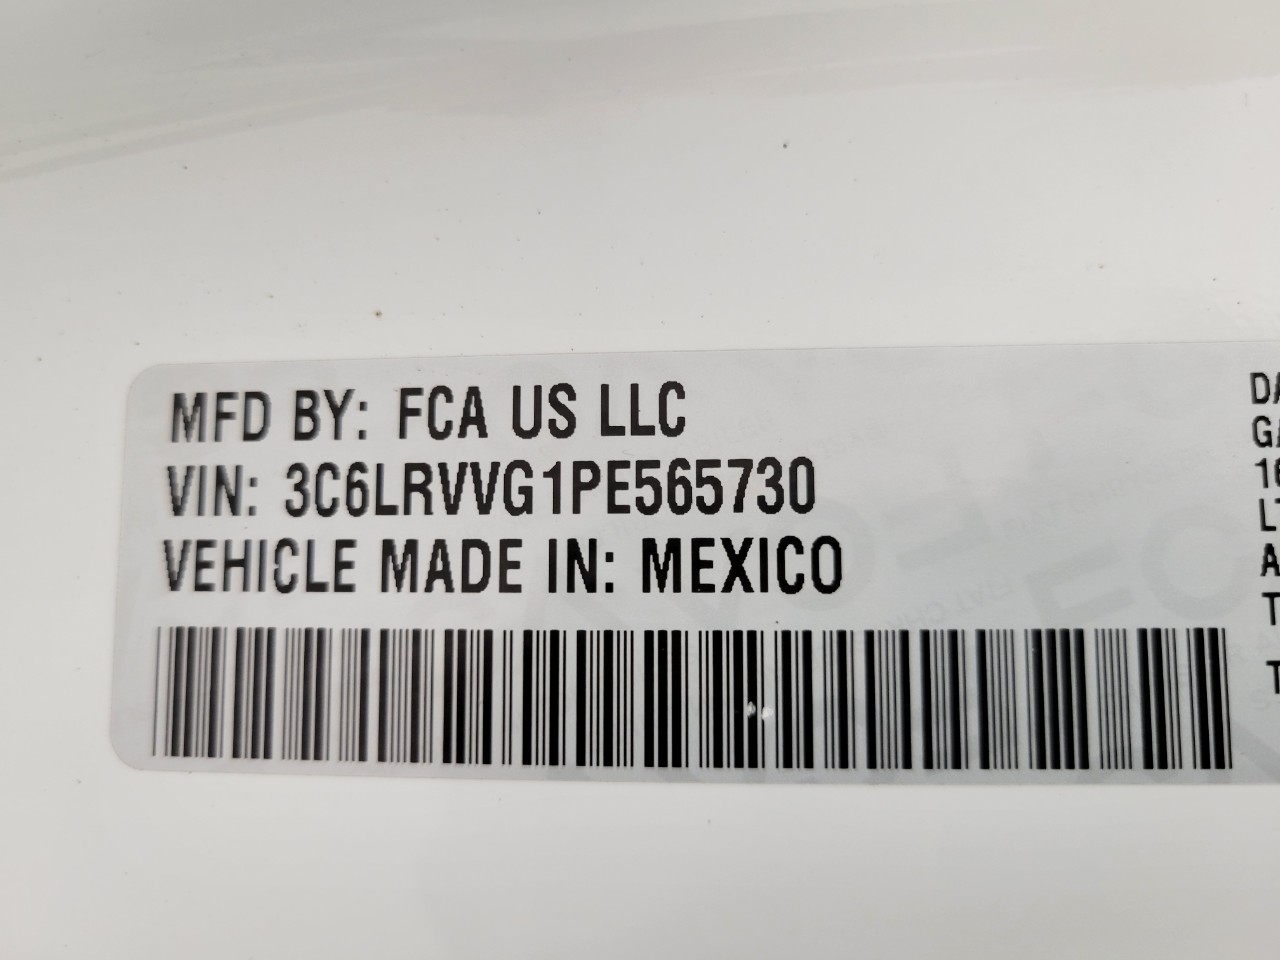 MFD BY: FCA US LLC
VIN: 3C6LRVVG1PE565730
VEHICLE MADE IN: MEXICO